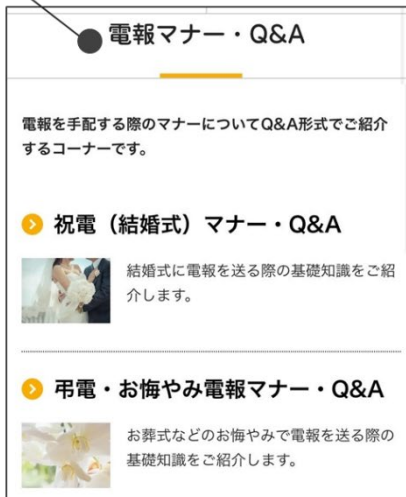 電報マナー・Q&A
電報を手配する際のマナーについてQ&A形式でご紹介
するコーナーです。
祝電（結婚式）マナー・Q&A
結婚式に電報を送る際の基礎知識をご紹
介します。
弔電・お悔やみ電報マナー・Q&A
お葬式などのお悔やみで電報を送る際の
基礎知識をご紹介します。